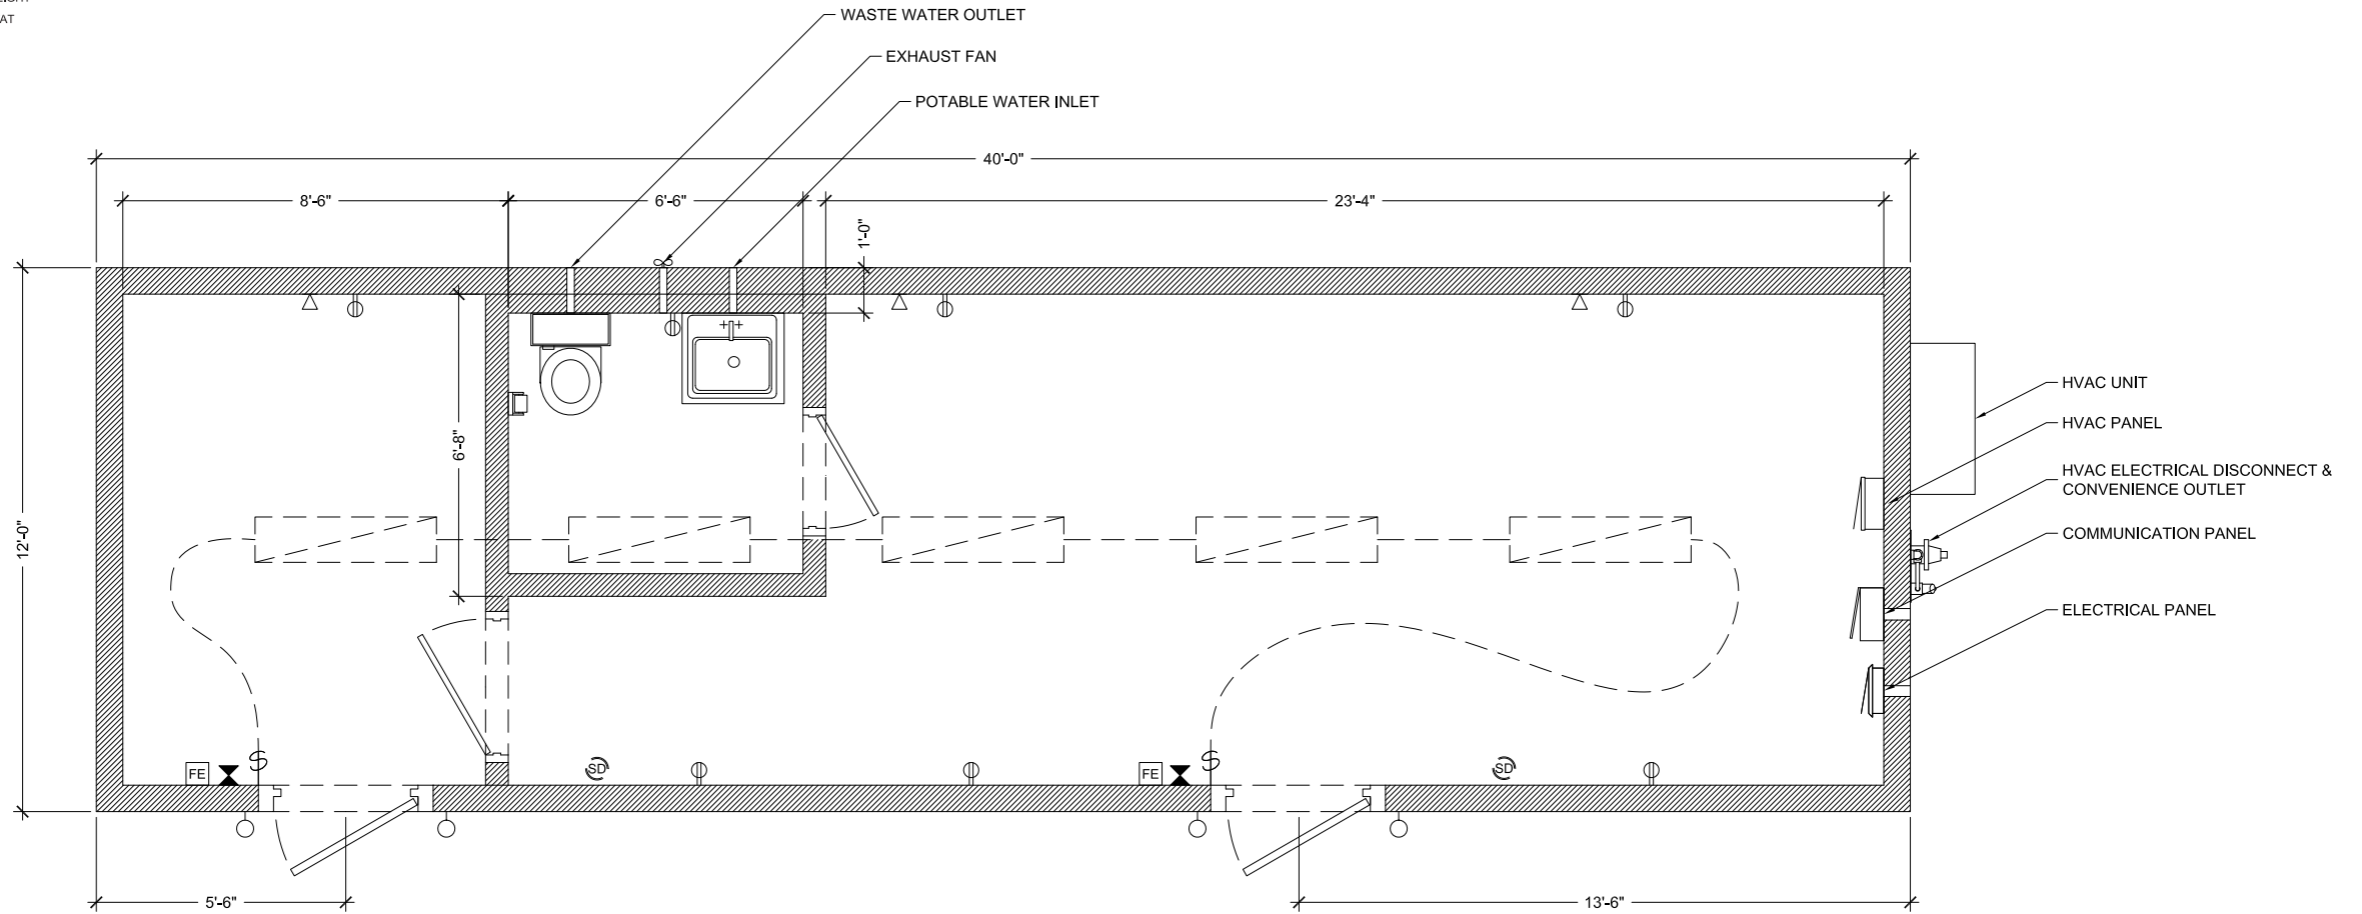 AT
WASTE WATER OUTLET
EXHAUST FAN
POTABLE WATER INLET
40'-0"
8'-6"
6'-6"
23'-4"
1'-0"
12'-0"
6'-8"
HVAC UNIT
HVAC PANEL
HVAC ELECTRICAL DISCONNECT &
CONVENIENCE OUTLET
COMMUNICATION PANEL
ELECTRICAL PANEL
FE
S
SD
FE
S
SD
5'-6"
13'-6"